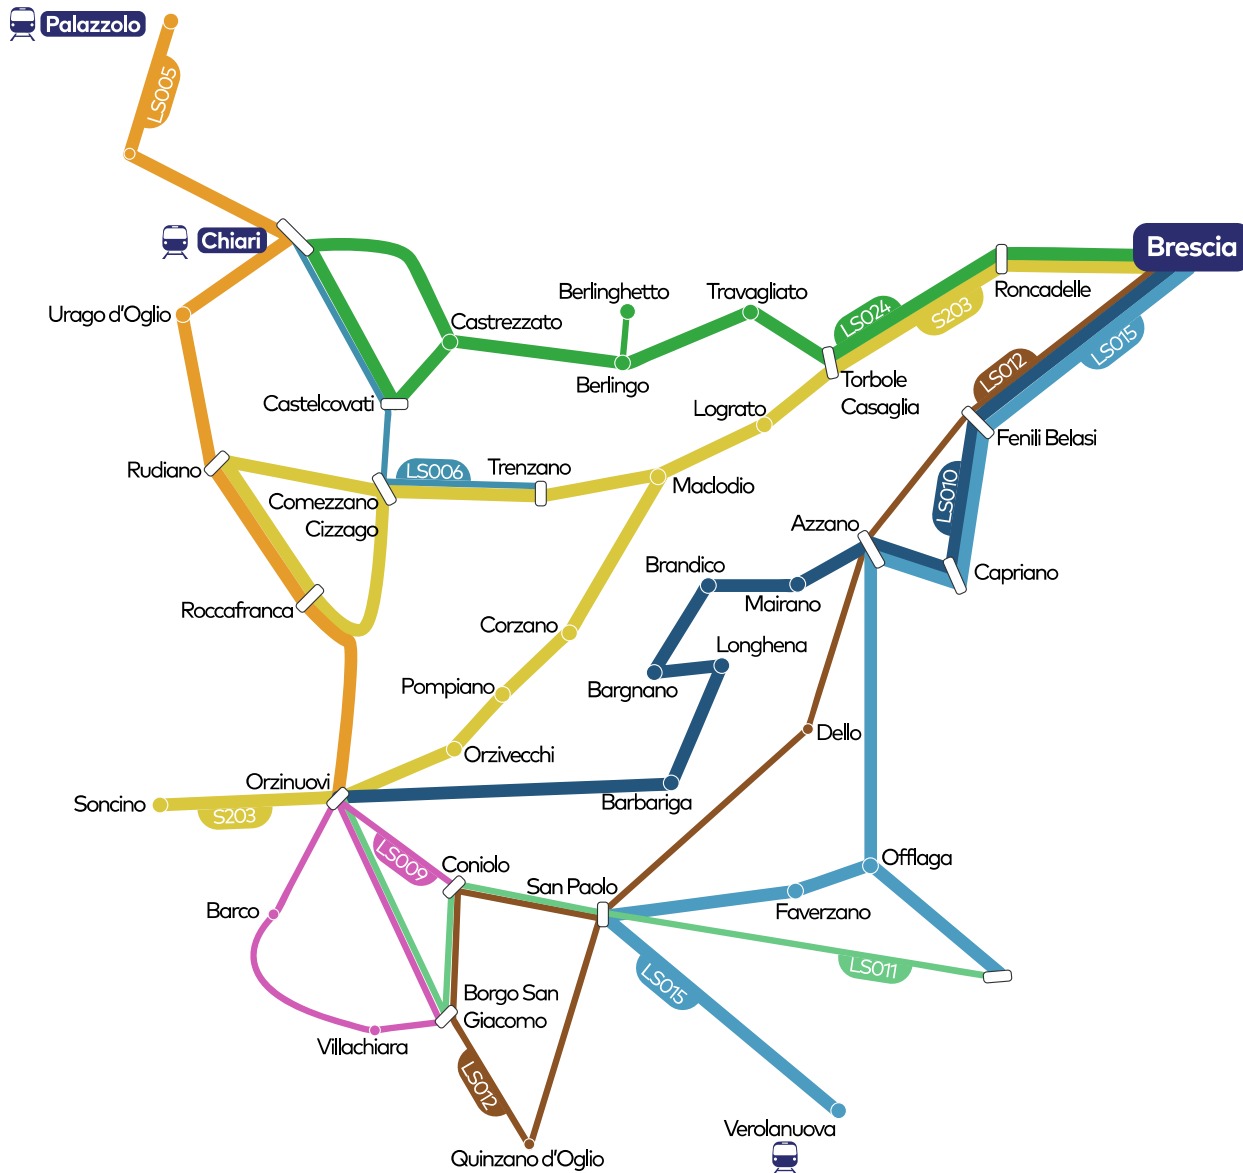 Palazzolo
LS005
Chiari
Brescia
Urago d'Oglio
Berlinghetto
Travagliato
Roncadelle
Castrezzato
LS024
S203
Berlingo
LS012
LS015
Castelcovati
Torbole
Casaglia
Lograto
Fenili Belasi
Rudiano
LS006
Trenzano
Maclodio
Comezzano
Cizzago
LS010
Azzano
Capriano
Brandico
Mairano
Roccafranca
Corzano
Longhena
Pompiano
Bargnano
Dello
Orzivecchi
Orzinuovi
Soncino
S203
Barbariga
LS009
Coniolo
San Paolo
Offlaga
Barco
Faverzano
LS011
LS015
Borgo San
Giacomo
Villachiara
LS012
Verolanuova
Quinzano d'Oglio